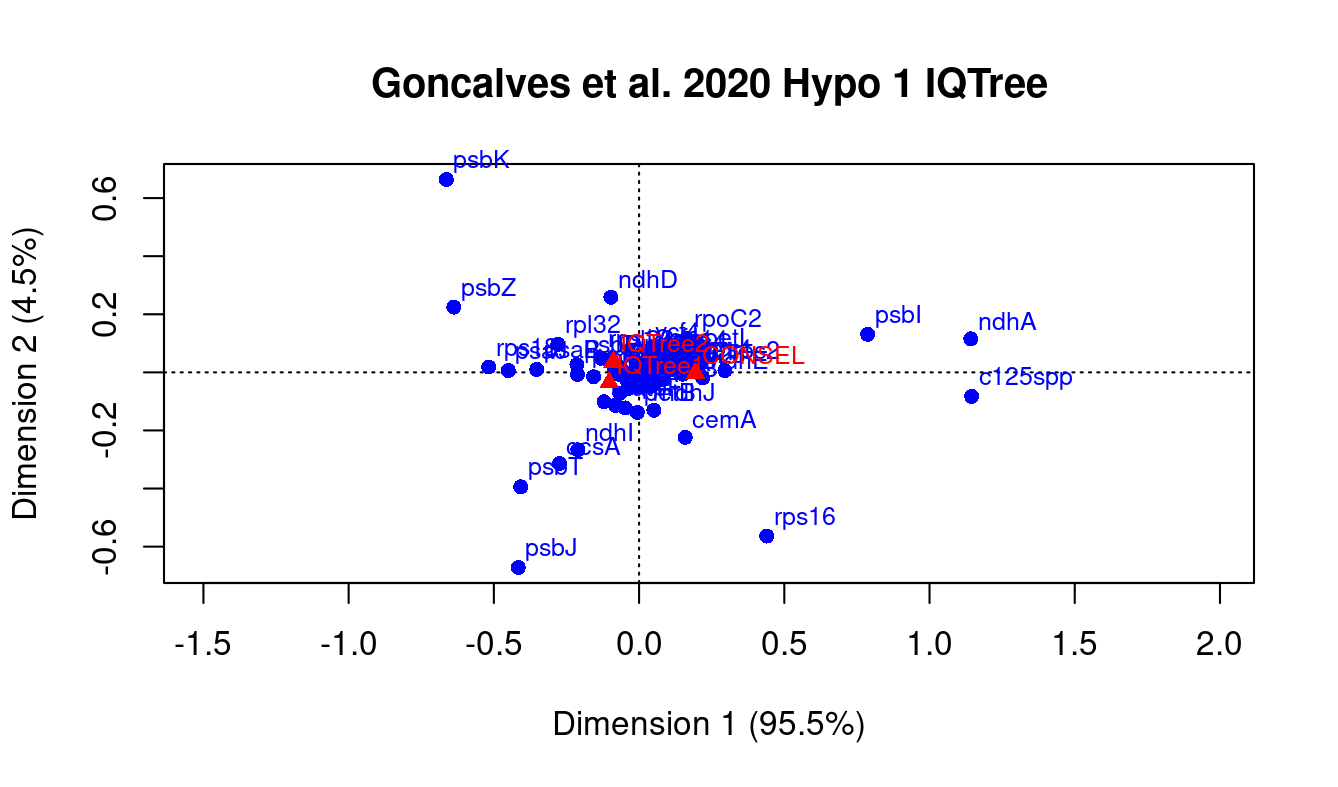 Goncalves et al. 2020 Hypo 1 IQTree
psbK
psbZ
ndhD
rpl32
rpoC2
psbI
ndhA
c125spp
IQTree2
CONSEL
IQTree1
ndhJ
cemA
ndhI
ccsA
psbT
rps16
psbJ
0.6
0.2
-0.2
-0.6
Dimension 2 (4.5%)
-1.5 -1.0 -0.5 0.0 0.5 1.0 1.5 2.0
Dimension 1 (95.5%)